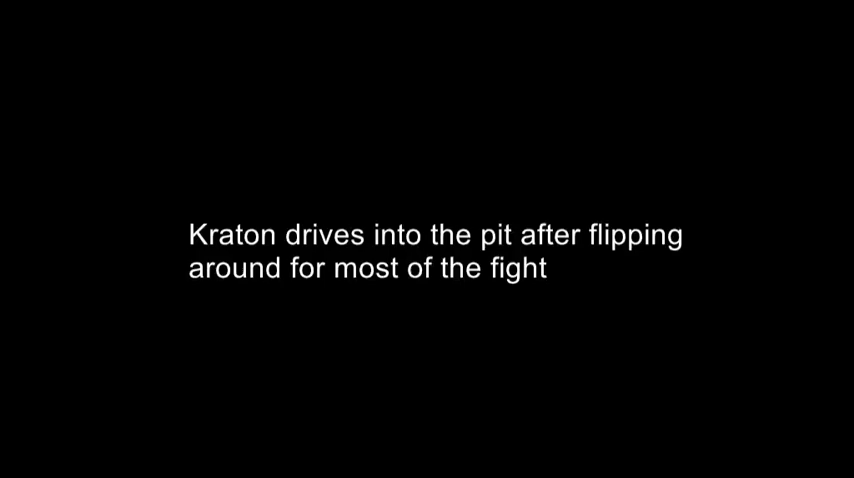 Kraton drives into the pit after flipping
around for most of the fight